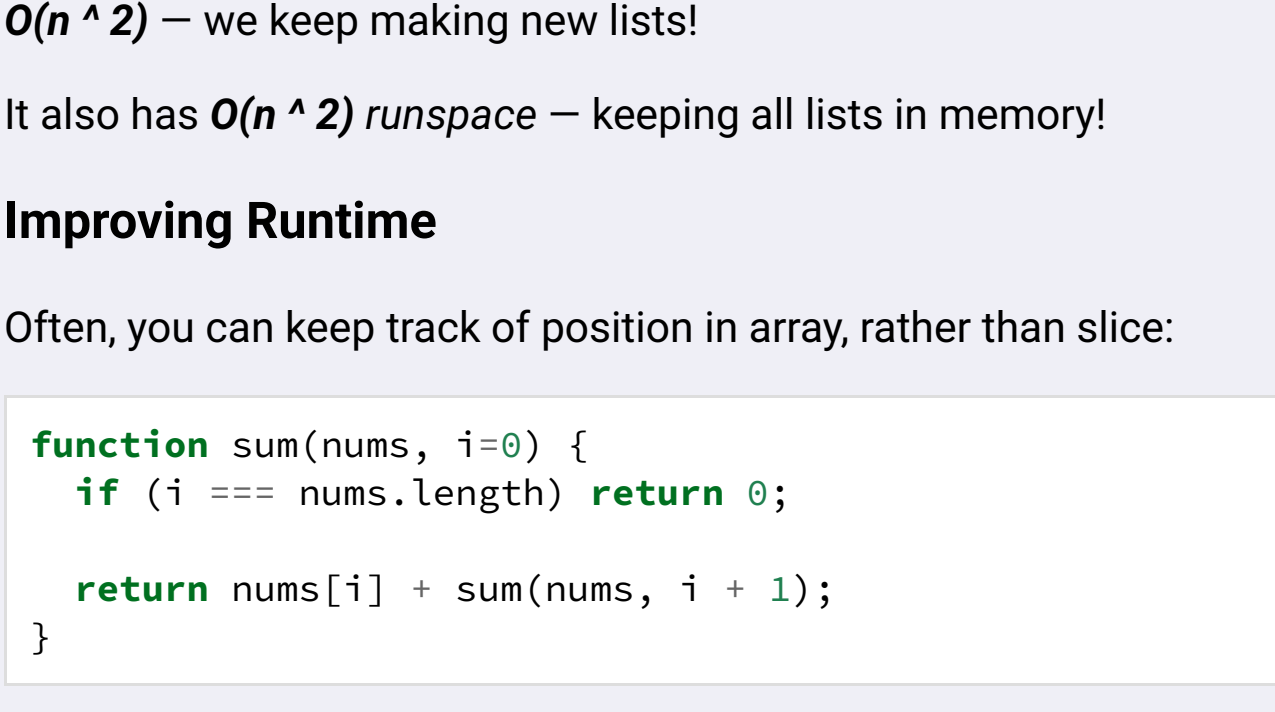 O(n ^ 2) — we keep making new lists!
It also has O(n ^ 2) runspace — keeping all lists in memory!
Improving Runtime
Often, you can keep track of position in array, rather than slice:
function sum(nums, i=0) {
  if (i === nums.length) return 0;
  return nums[i] + sum(nums, i + 1);
}